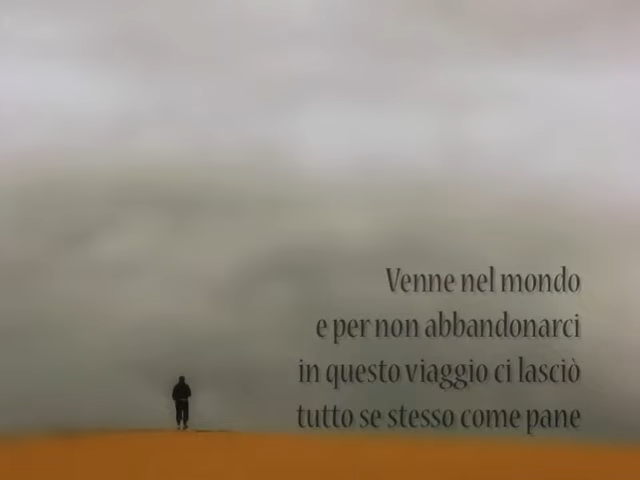 Venne nel mondo
e per non abbandonarci
in questo viaggio ci lasciò
tutto se stesso come pane